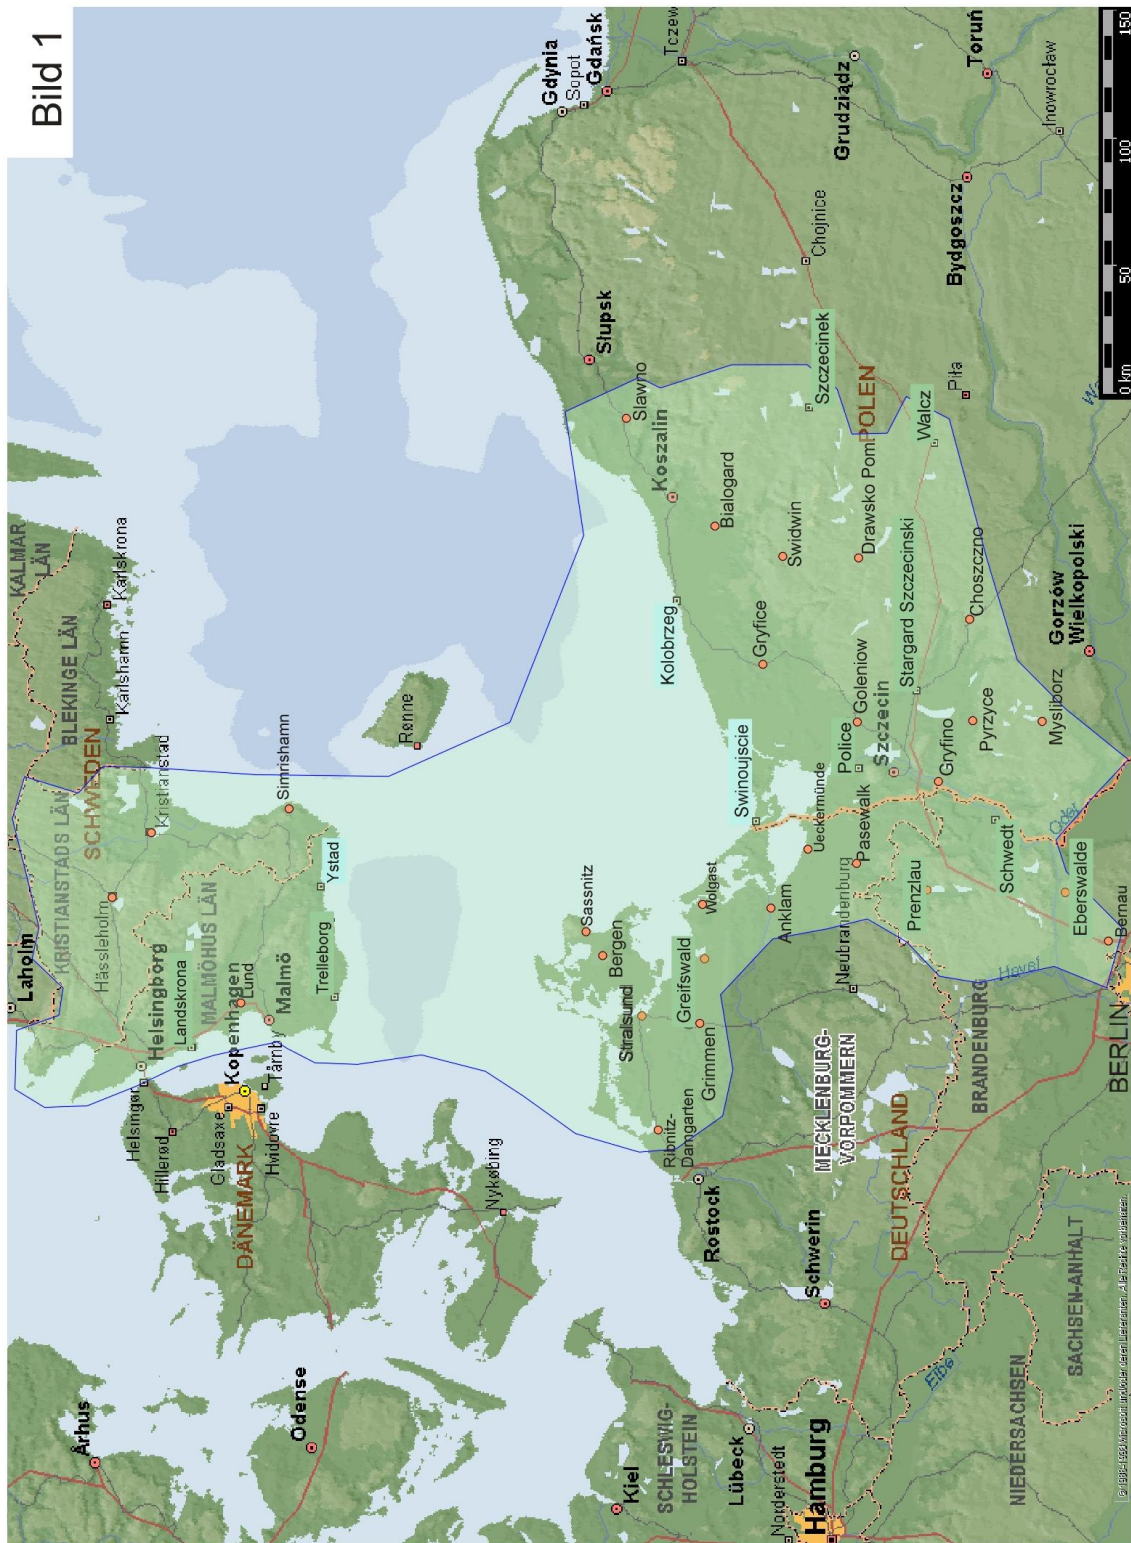 Bild 1
Århus
Odense
Kiel
SCHLESWIG-
HOLSTEIN
Lübeck
Norderstedt
Hamburg
NIEDERSACHSEN
SACHSEN-ANHALT
Elbe
Schwerin
Rostock
DEUTSCHLAND
MECKLENBURG-
VORPOMMERN
BRANDENBURG
BERLIN
Bernau
Havel
Nykøbing
DÄNEMARK
Hvidovre
Gladsaxe
Hillerød
Helsingør
Kopenhagen
Tårnby
Laholm
KRISTIANSTADS LÄN
SCHWEDEN
Hässleholm
Helsingborg
Landskrona
MALMÖHUS LÄN
Lund
Malmö
Trelleborg
Ystad
Simrishamn
Kristianstad
BLEKINGE LÄN
KALMAR
LÄN
Karlshamn
Karlskrona
Rønne
Ribnitz-
Damgarten
Stralsund
Grimmen
Greifswald
Bergen
Sassnitz
Wolgast
Anklam
Neubrandenburg
Ueckermünde
Pasewalk
Prenzlau
Schwedt
Eberswalde
Oder
Swinoujscie
Police
Szczecin
Goleniow
Gryfino
Stargard Szczecinski
Pyrzyce
Mysliborz
Choszczno
Gryfice
Kolobrzeg
Swidwin
Drawsko Pom.
Bialogard
Koszalin
Slawno
Szczecinek
Walcz
POLEN
Słupsk
Piła
Gorzów
Wielkopolski
Chojnice
Bydgoszcz
Inowrocław
Toruń
Grudziądz
Tczew
Gdańsk
Sopot
Gdynia
0 km
50
100
150